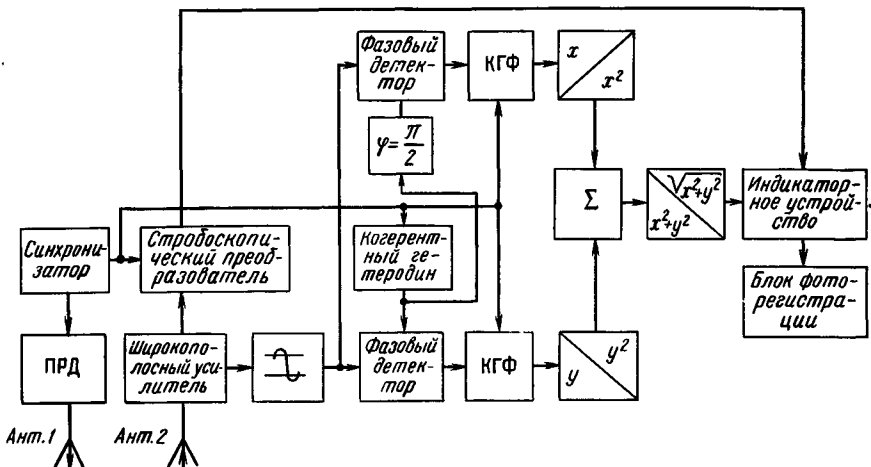 Фазовый
детек-
тор
КГФ
x
x²
φ = π/2
Синхрони-
затор
Стробоскопи-
ческий преоб-
разователь
Когерент-
ный ге-
теродин
Σ
√x²+y²
x²+y²
Индикатор-
ное устрой-
ство
Блок фото-
регистра-
ции
ПРД
Широкопо-
лосный уси-
литель
Фазовый
детек-
тор
КГФ
y
y²
Ант.1
Ант.2